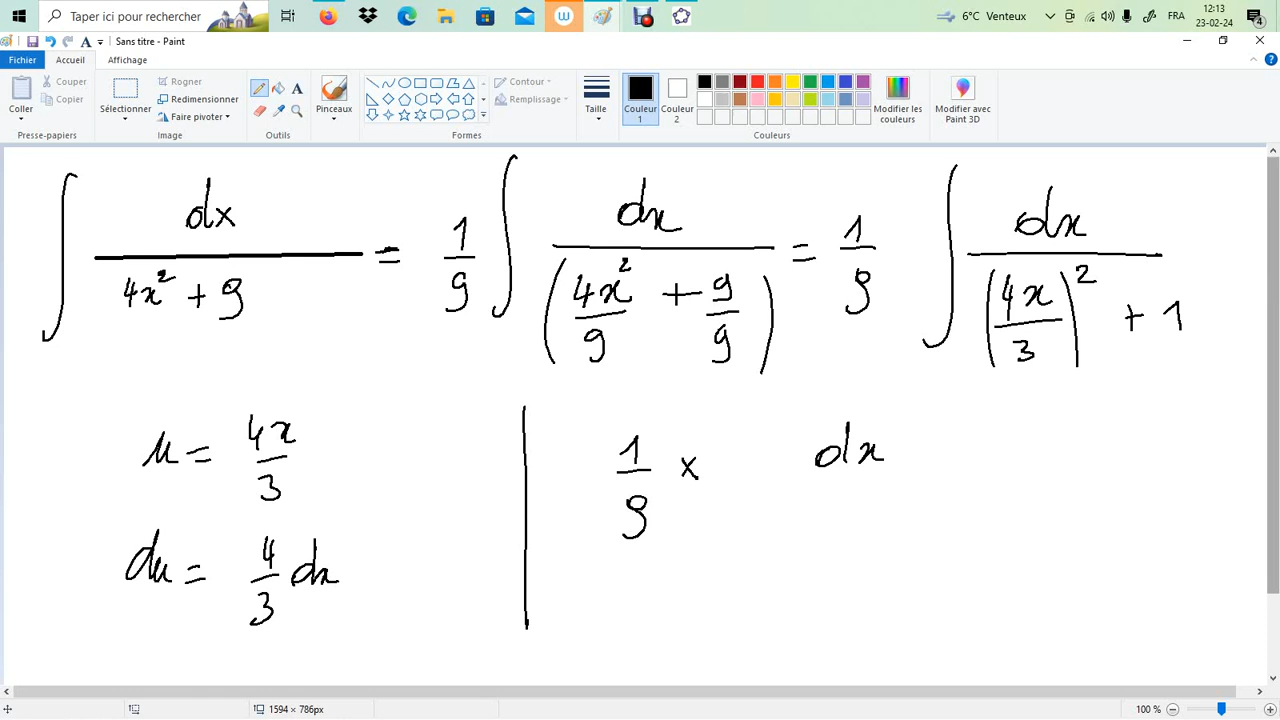 Taper ici pour rechercher
W
6°C Venteux
FRA
12:13
23-02-24
4
Sans titre - Paint
Fichier Accueil Affichage
Coller
Couper
Copier
Presse-papiers
Sélectionner
Rogner
Redimensionner
Faire pivoter
Image
A
Outils
Pinceaux
Contour
Remplissage
Formes
Taille
Couleur 1
Couleur 2
Modifier les couleurs
Couleurs
Modifier avec Paint 3D
∫ dx / (4x² + 9) = 1/9 ∫ dx / (4x²/9 + 9/9) = 1/9 ∫ dx / ((4x/3)² + 1)
u = 4x/3
1/9 × dx
du = 4/3 dx
1594 × 786px
100 %